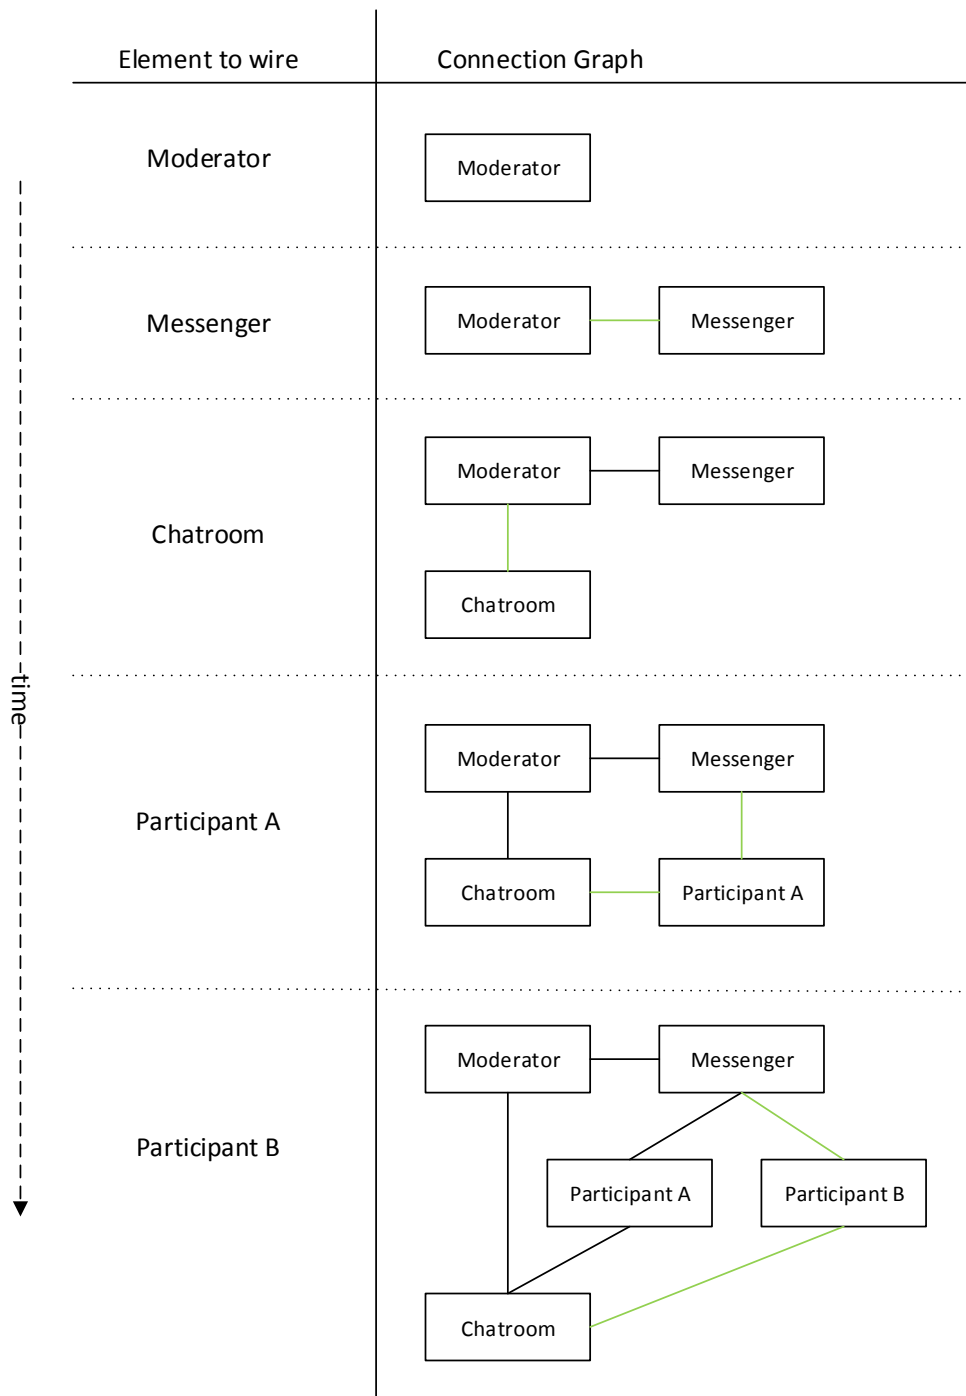 Element to wire
Connection Graph
Moderator
Moderator
Messenger
Moderator
Messenger
Chatroom
Moderator
Messenger
Chatroom
time
Participant A
Moderator
Messenger
Chatroom
Participant A
Participant B
Moderator
Messenger
Participant A
Participant B
Chatroom